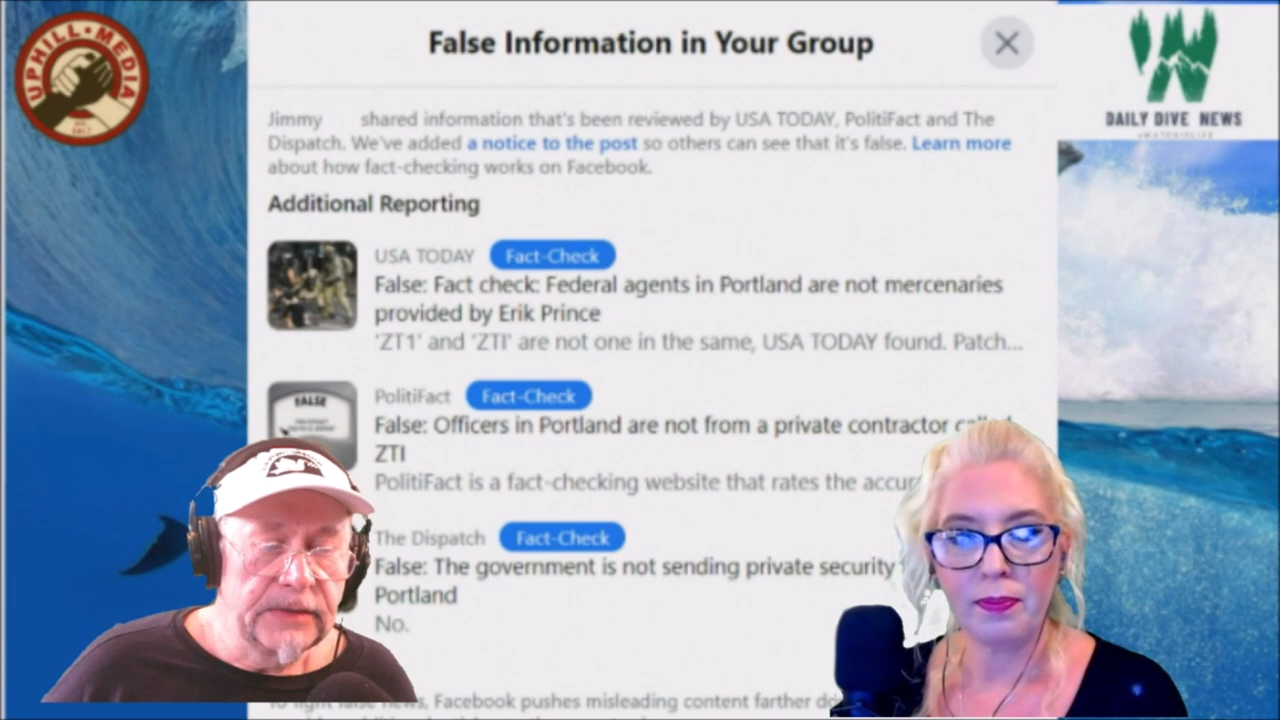 UPHILL • MEDIA
False Information in Your Group
DAILY DIVE NEWS
Jimmy shared information that's been reviewed by USA TODAY, PolitiFact and The
Dispatch. We've added a notice to the post so others can see that it's false. Learn more
about how fact-checking works on Facebook.
Additional Reporting
USA TODAY Fact-Check
False: Fact check: Federal agents in Portland are not mercenaries
provided by Erik Prince
'ZT1' and 'ZTI' are not one in the same, USA TODAY found. Patch...
PolitiFact Fact-Check
FALSE
False: Officers in Portland are not from a private contractor
ZTI
PolitiFact is a fact-checking website that rates the
The Dispatch Fact-Check
False: The government is not sending private security
Portland
No.
Facebook pushes misleading content farther